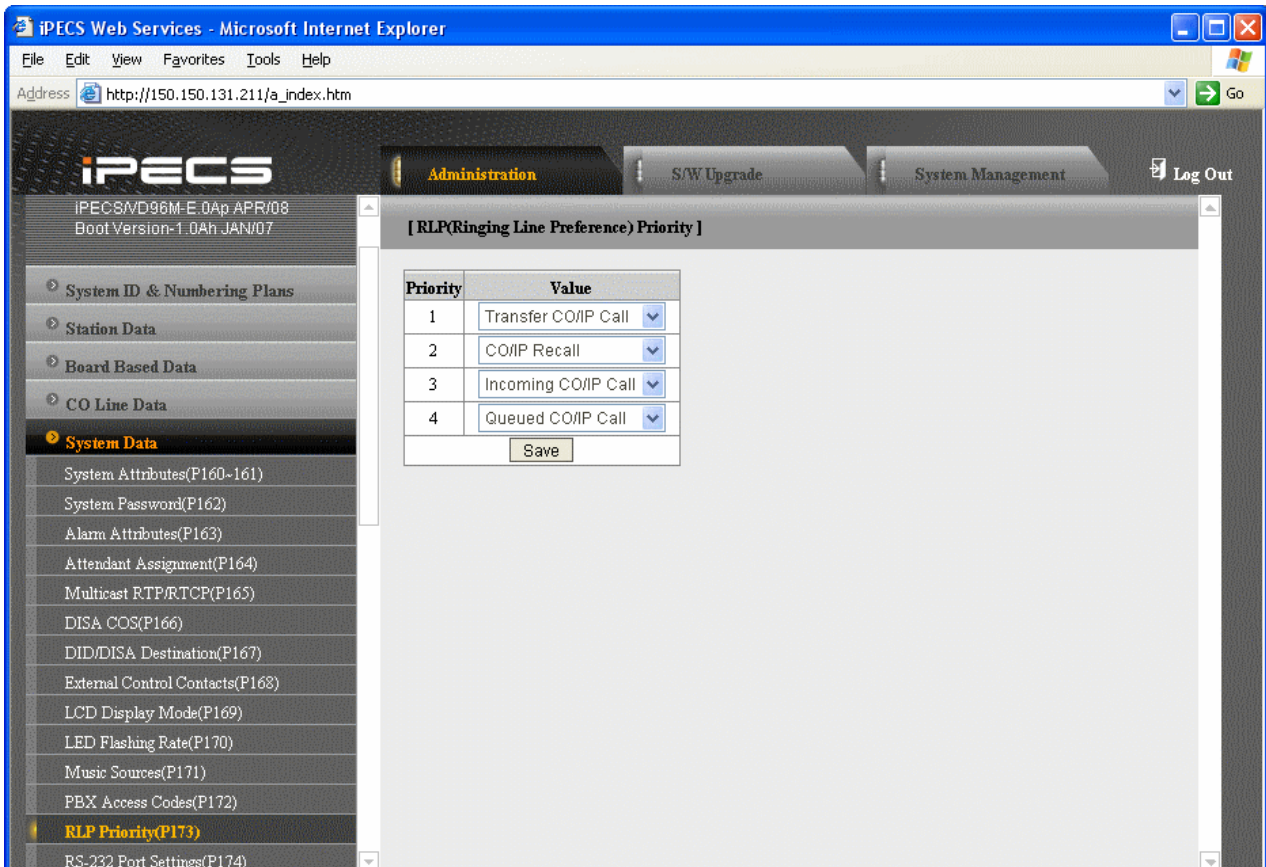 iPECS Web Services - Microsoft Internet Explorer
File Edit View Favorites Tools Help
Address http://150.150.131.211/a_index.htm Go
iPECS
Administration S/W Upgrade System Management Log Out
IPECS/VD96M-E.0Ap APR/08
Boot Version-1.0Ah JAN/07
[ RLP(Ringing Line Preference) Priority ]
System ID & Numbering Plans
Station Data
Board Based Data
CO Line Data
System Data
System Attributes(P160~161)
System Password(P162)
Alarm Attributes(P163)
Attendant Assignment(P164)
Multicast RTP/RTCP(P165)
DISA COS(P166)
DID/DISA Destination(P167)
External Control Contacts(P168)
LCD Display Mode(P169)
LED Flashing Rate(P170)
Music Sources(P171)
PBX Access Codes(P172)
RLP Priority(P173)
RS-232 Port Settings(P174)
Priority Value
1 Transfer CO/IP Call
2 CO/IP Recall
3 Incoming CO/IP Call
4 Queued CO/IP Call
Save